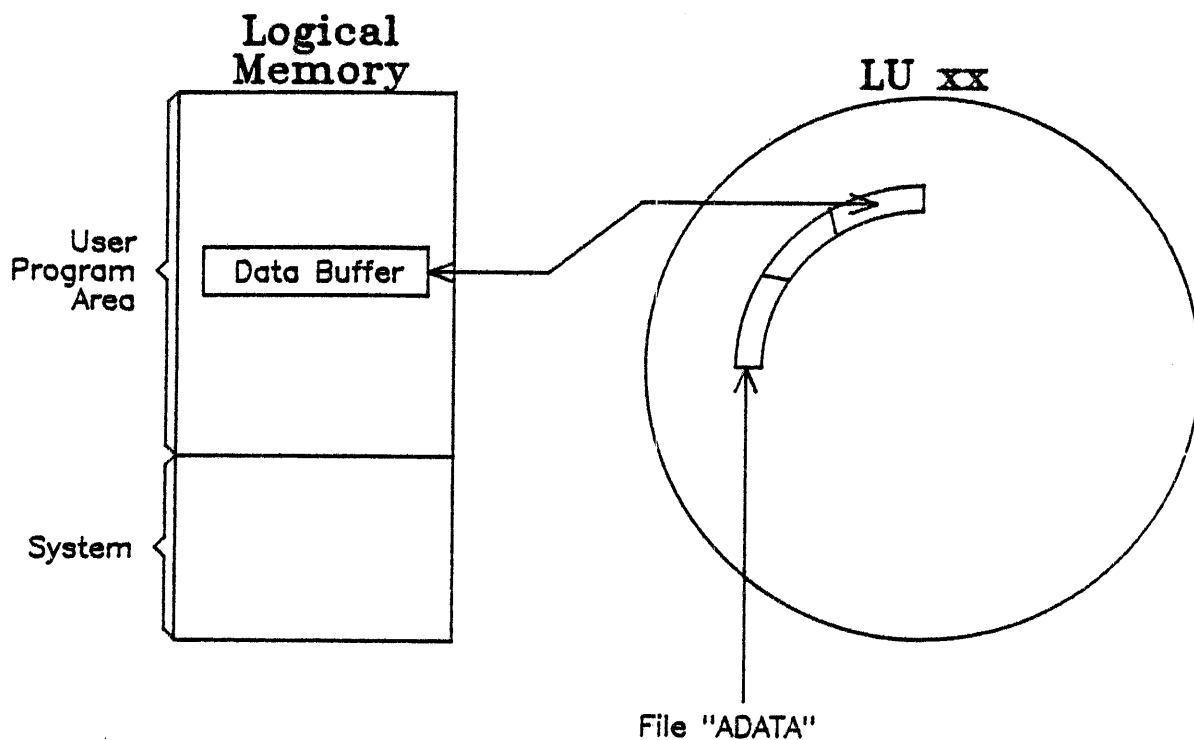 Logical
Memory
LU xx
User
Program
Area
Data Buffer
System
File "ADATA"